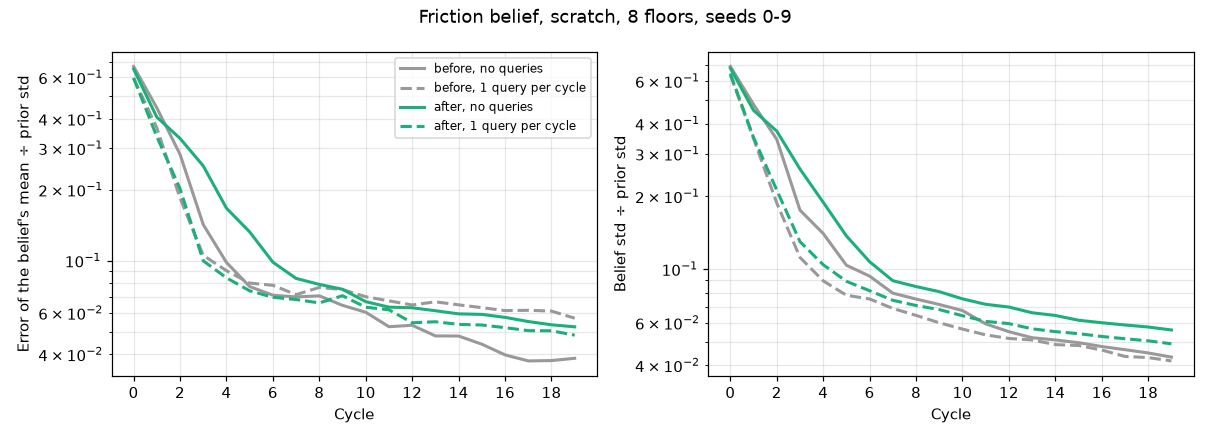 Friction belief, scratch, 8 floors, seeds 0-9
Error of the belief's mean ÷ prior std
6 × 10⁻¹
4 × 10⁻¹
3 × 10⁻¹
2 × 10⁻¹
10⁻¹
6 × 10⁻²
4 × 10⁻²
before, no queries
before, 1 query per cycle
after, no queries
after, 1 query per cycle
0 2 4 6 8 10 12 14 16 18
Cycle
Belief std ÷ prior std
6 × 10⁻¹
4 × 10⁻¹
3 × 10⁻¹
2 × 10⁻¹
10⁻¹
6 × 10⁻²
4 × 10⁻²
0 2 4 6 8 10 12 14 16 18
Cycle